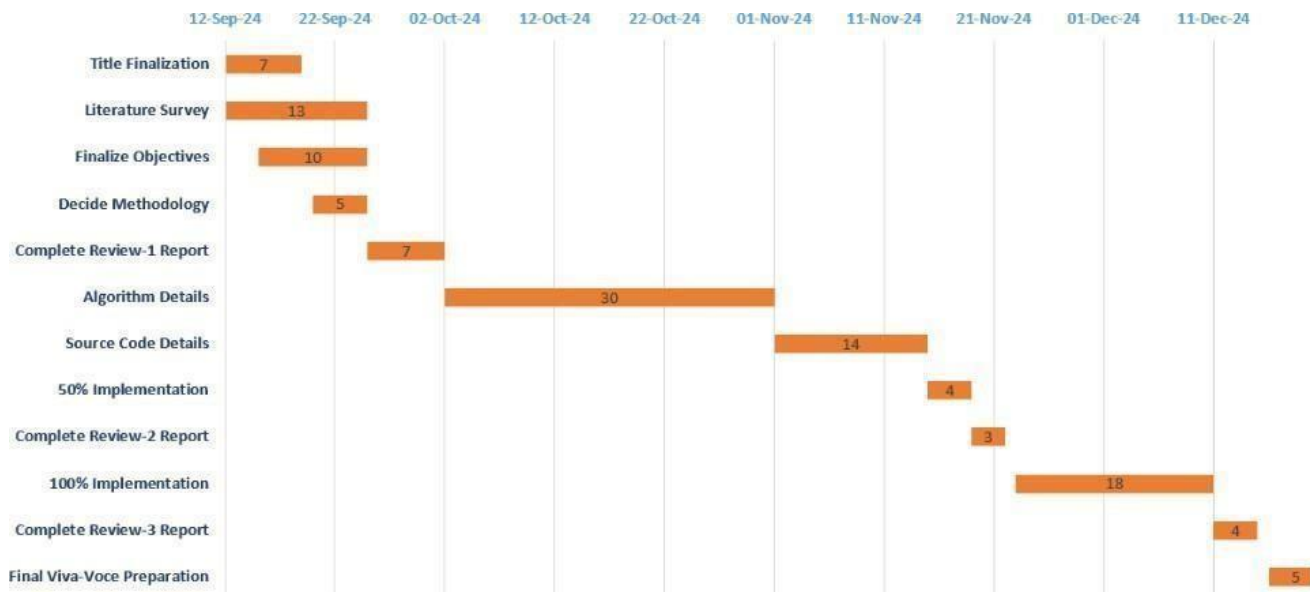 12-Sep-24 22-Sep-24 02-Oct-24 12-Oct-24 22-Oct-24 01-Nov-24 11-Nov-24 21-Nov-24 01-Dec-24 11-Dec-24
Title Finalization 7
Literature Survey 13
Finalize Objectives 10
Decide Methodology 5
Complete Review-1 Report 7
Algorithm Details 30
Source Code Details 14
50% Implementation 4
Complete Review-2 Report 3
100% Implementation 18
Complete Review-3 Report 4
Final Viva-Voce Preparation 5